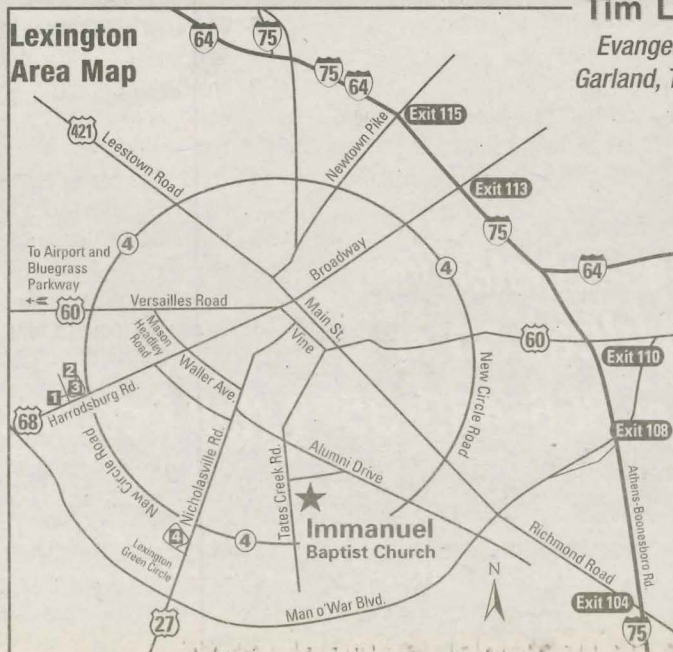 Tim L
Evange
Garland, T
Lexington
Area Map
64
75
75
64
Exit 115
421
Leestown Road
Newtown Pike
Exit 113
4
75
To Airport and
Bluegrass
Parkway
60
Versailles Road
Broadway
4
64
Main St.
Vine
Mason
Headley
Road
60
Exit 110
2
3
1
Waller Ave.
New Circle Road
Harrodsburg Rd.
68
Exit 108
New Circle Road
Nicholasville Rd.
Tates Creek Rd.
Alumni Drive
Athens-Boonesboro Rd.
4
Lexington
Green Circle
4
Immanuel
Baptist Church
Richmond Road
N
Man o'War Blvd.
Exit 104
27
75